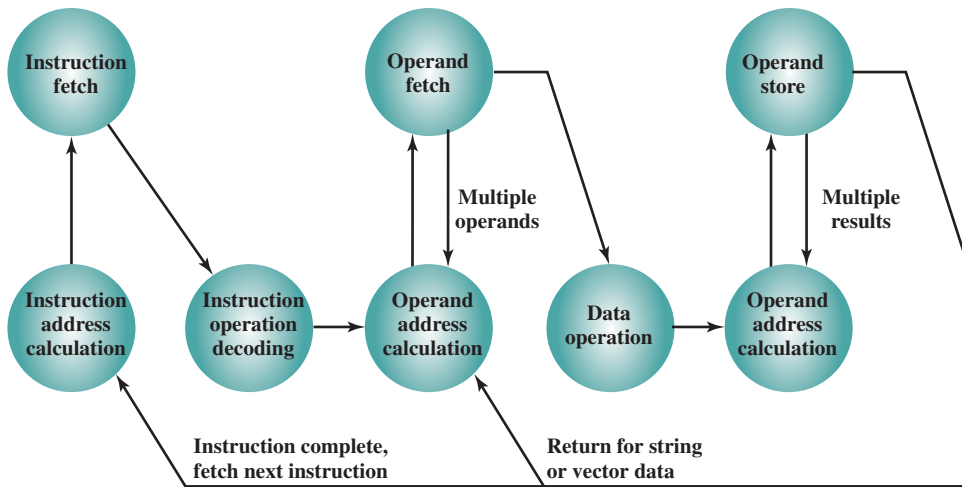 Instruction
fetch
Operand
fetch
Operand
store
Multiple
operands
Multiple
results
Instruction
address
calculation
Instruction
operation
decoding
Operand
address
calculation
Data
operation
Operand
address
calculation
Instruction complete,
fetch next instruction
Return for string
or vector data